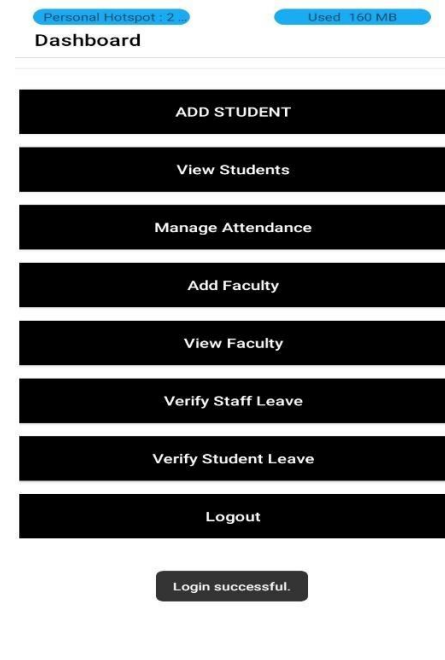 Personal Hotspot : 2 ... Used 160 MB
Dashboard
ADD STUDENT
View Students
Manage Attendance
Add Faculty
View Faculty
Verify Staff Leave
Verify Student Leave
Logout
Login successful.